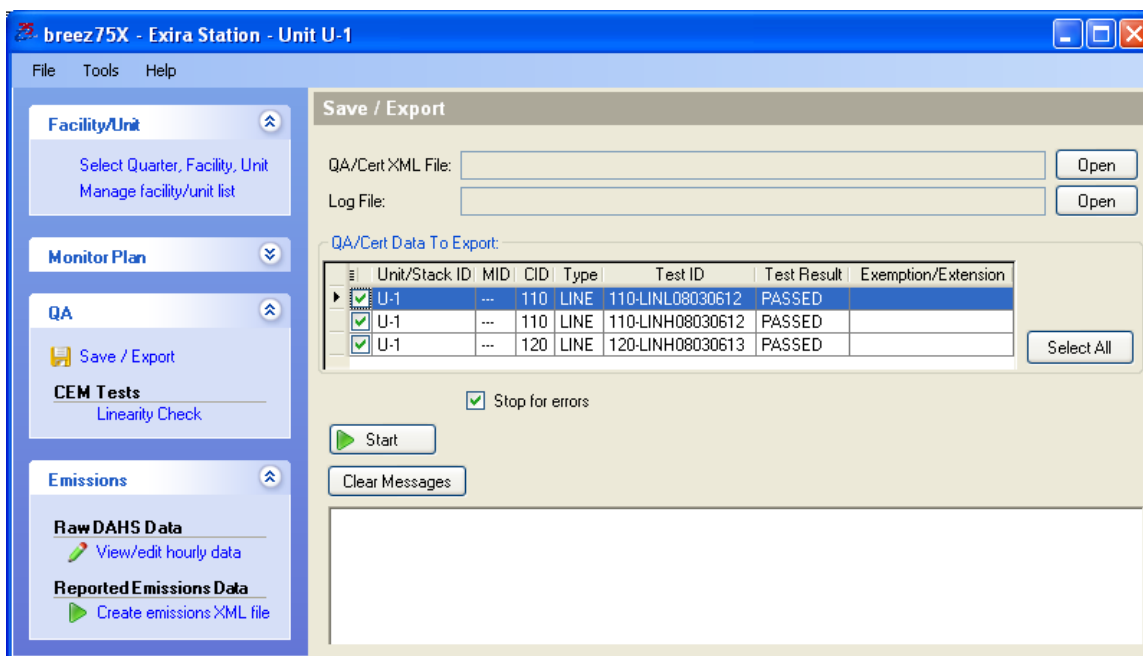 breez75X - Exira Station - Unit U-1
File Tools Help
Facility/Unit
Select Quarter, Facility, Unit
Manage facility/unit list
Monitor Plan
QA
Save / Export
CEM Tests
Linearity Check
Emissions
Raw DAHS Data
View/edit hourly data
Reported Emissions Data
Create emissions XML file
Save / Export
QA/Cert XML File: Open
Log File: Open
QA/Cert Data To Export:
Unit/Stack ID MID CID Type Test ID Test Result Exemption/Extension
U-1 --- 110 LINE 110-LINL08030612 PASSED
U-1 --- 110 LINE 110-LINH08030612 PASSED
U-1 --- 120 LINE 120-LINH08030613 PASSED
Select All
Stop for errors
Start
Clear Messages